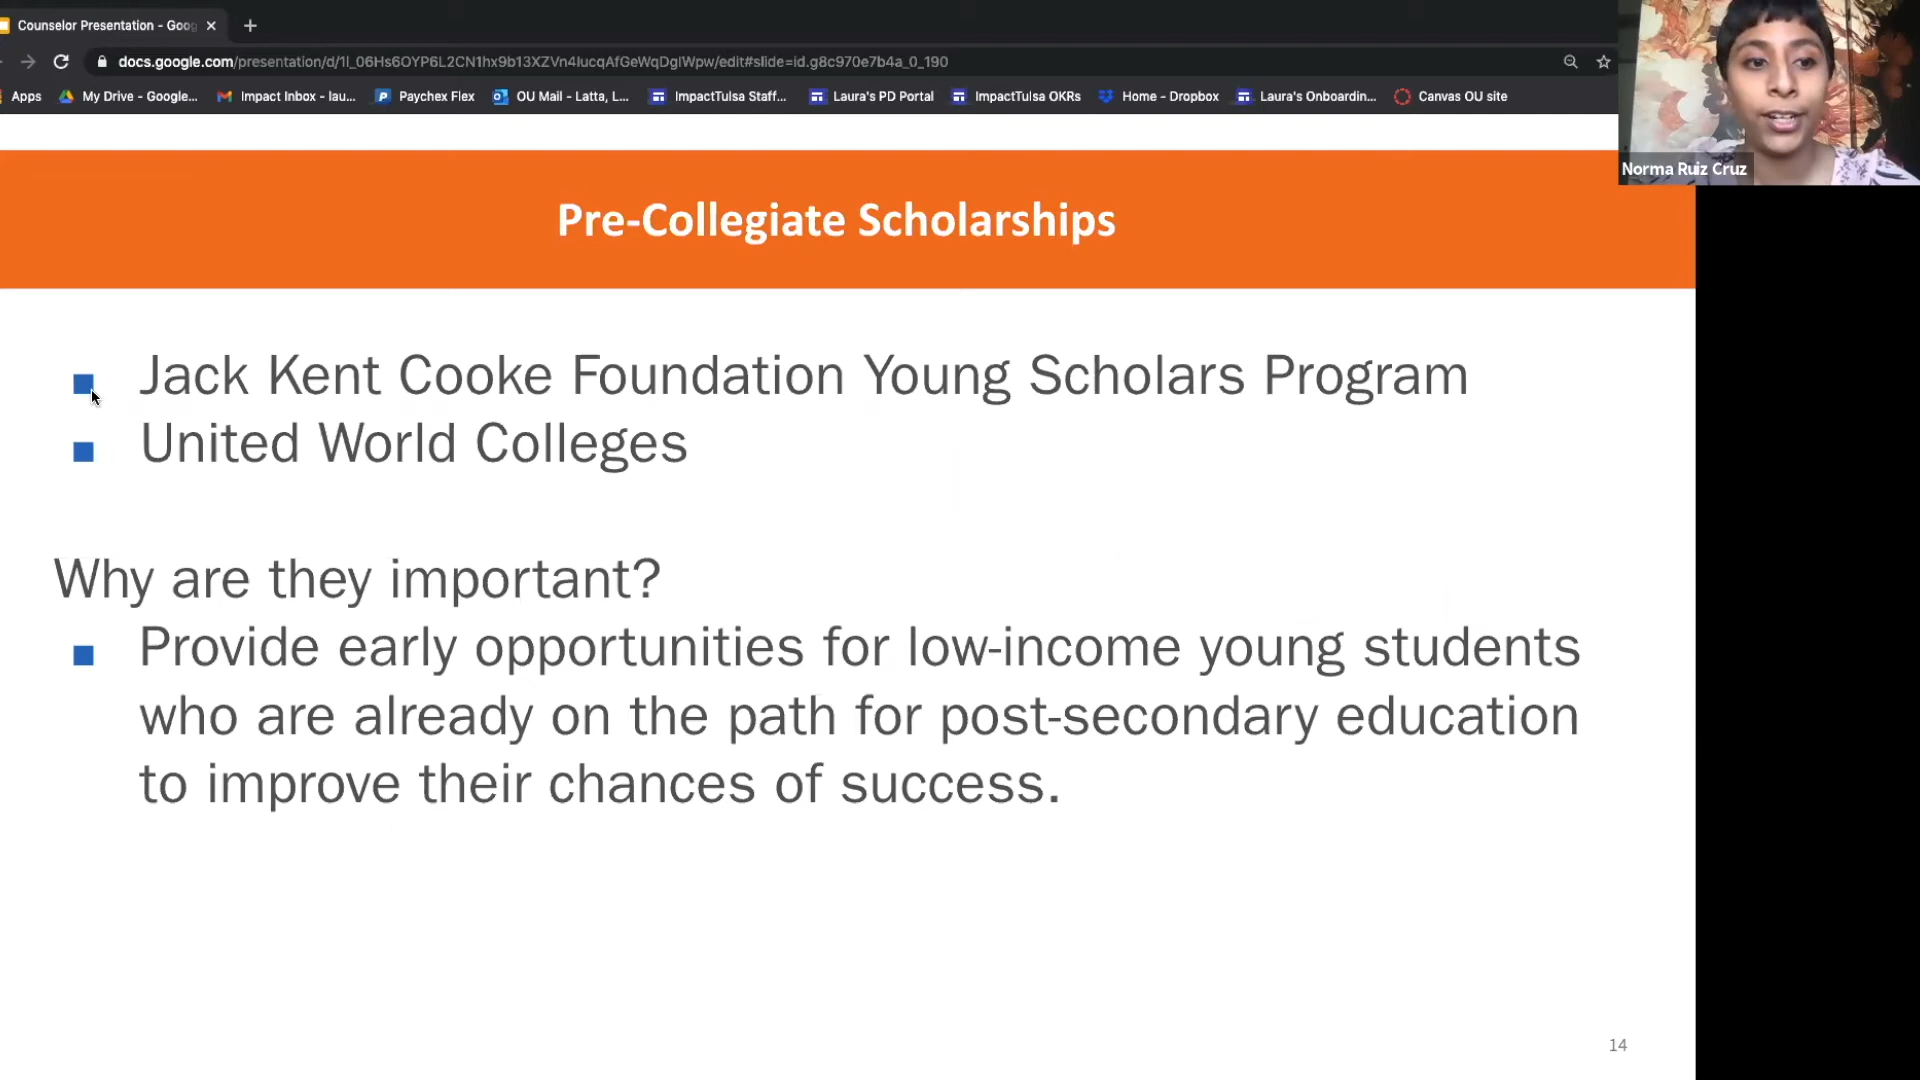 Counselor Presentation - Goo
docs.google.com/presentation/d/1l_06Hs6OYP6L2CN1hx9b13XZVn4IucqAfGeWqDgIWpw/edit#slide=id.g8c970e7b4a_0_190
Apps My Drive - Google... Impact Inbox - lau... Paychex Flex OU Mail - Latta, L... ImpactTulsa Staff... Laura's PD Portal ImpactTulsa OKRs Home - Dropbox Laura's Onboardin... Canvas OU site
Norma Ruiz Cruz
Pre-Collegiate Scholarships
Jack Kent Cooke Foundation Young Scholars Program
United World Colleges
Why are they important?
Provide early opportunities for low-income young students
who are already on the path for post-secondary education
to improve their chances of success.
14